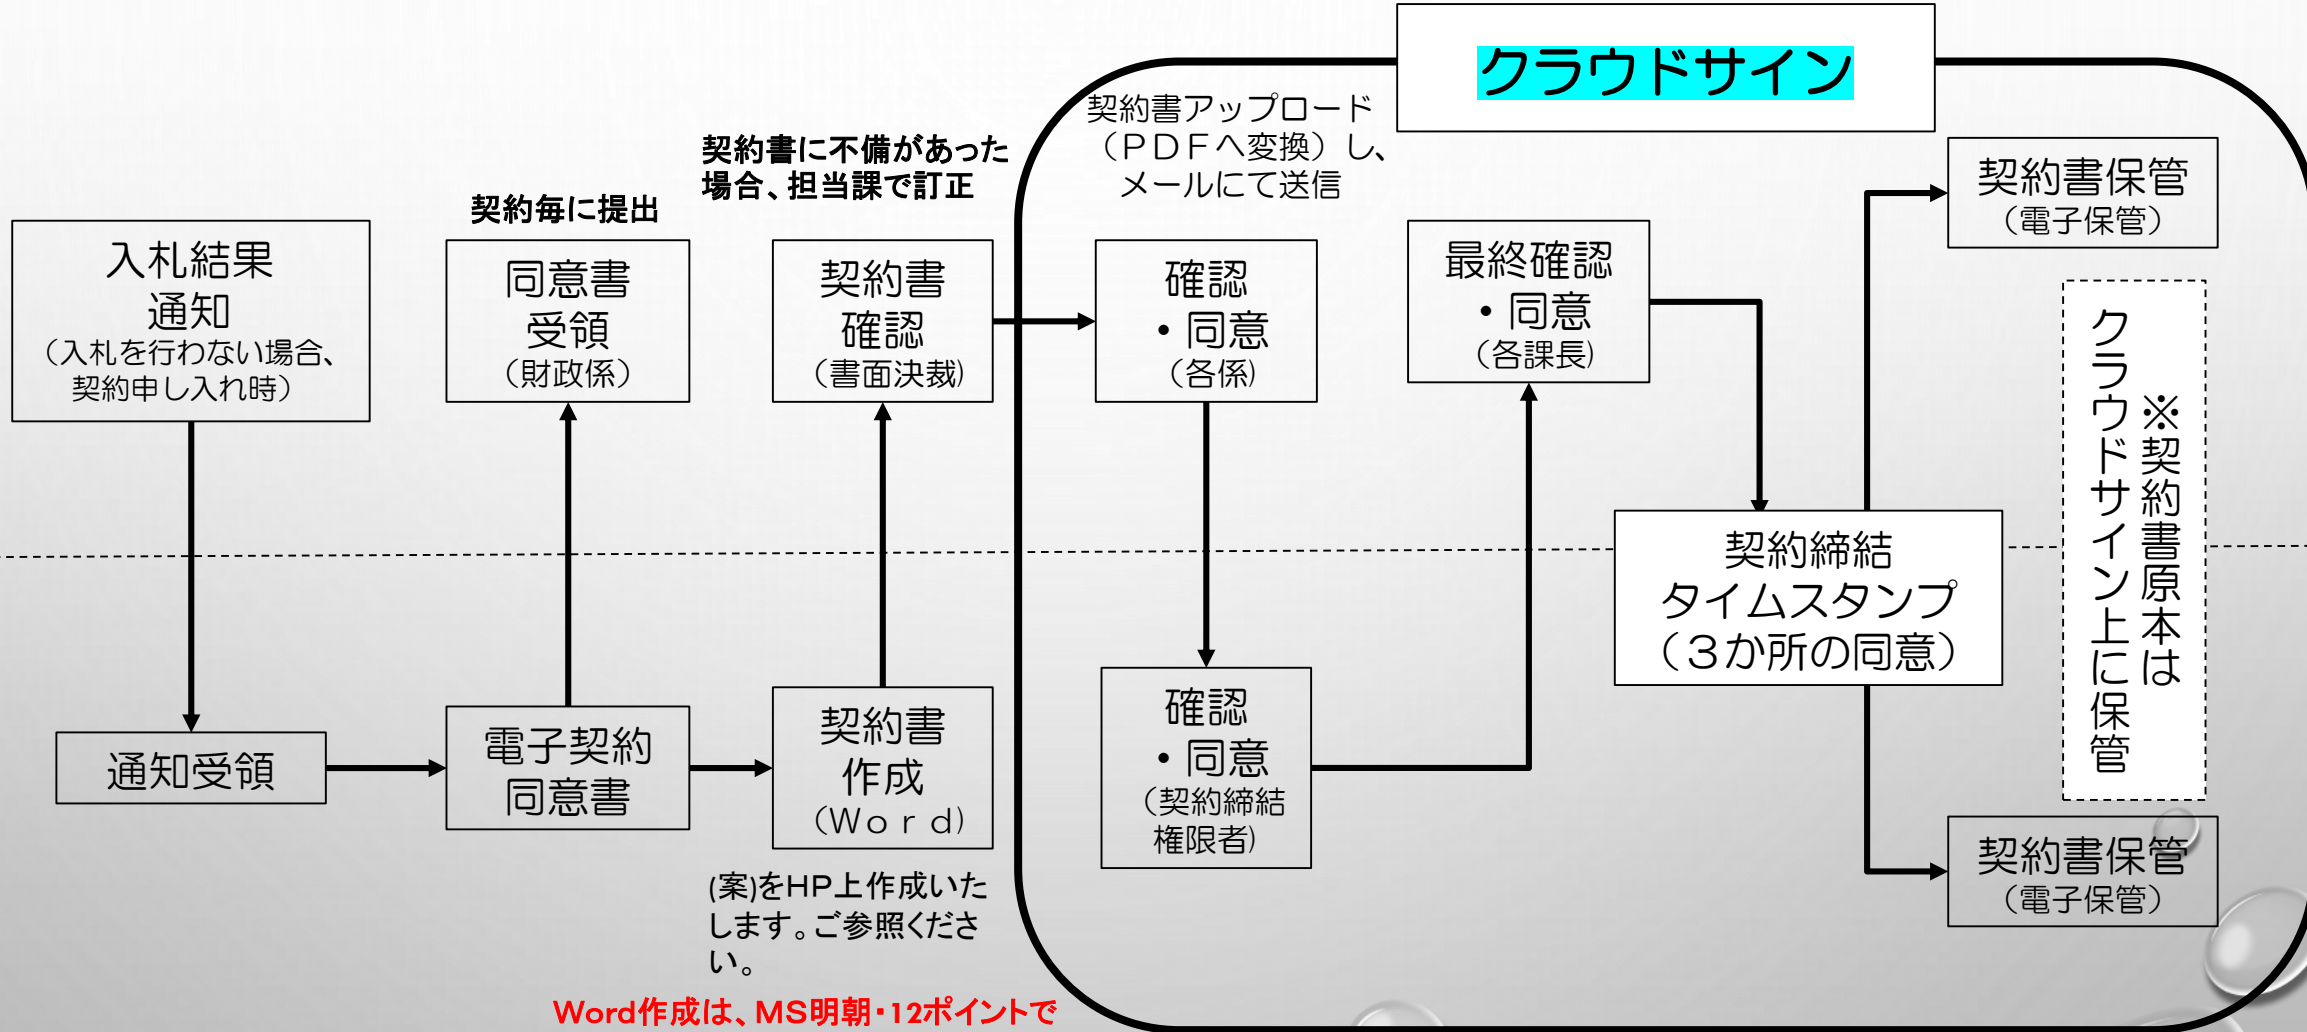 クラウドサイン
契約書アップロード
（ＰＤＦへ変換）し、
メールにて送信
契約書に不備があった
場合、担当課で訂正
契約毎に提出
入札結果
通知
（入札を行わない場合、
契約申し入れ時）
同意書
受領
（財政係）
契約書
確認
（書面決裁）
確認
・同意
（各係）
最終確認
・同意
（各課長）
契約書保管
（電子保管）
※契約書原本は
クラウドサイン上に保管
契約締結
タイムスタンプ
（３か所の同意）
通知受領
電子契約
同意書
契約書
作成
（Ｗｏｒｄ）
確認
・同意
（契約締結
権限者）
契約書保管
（電子保管）
(案)をHP上作成いた
します。ご参照くださ
い。
Word作成は、MS明朝・12ポイントで